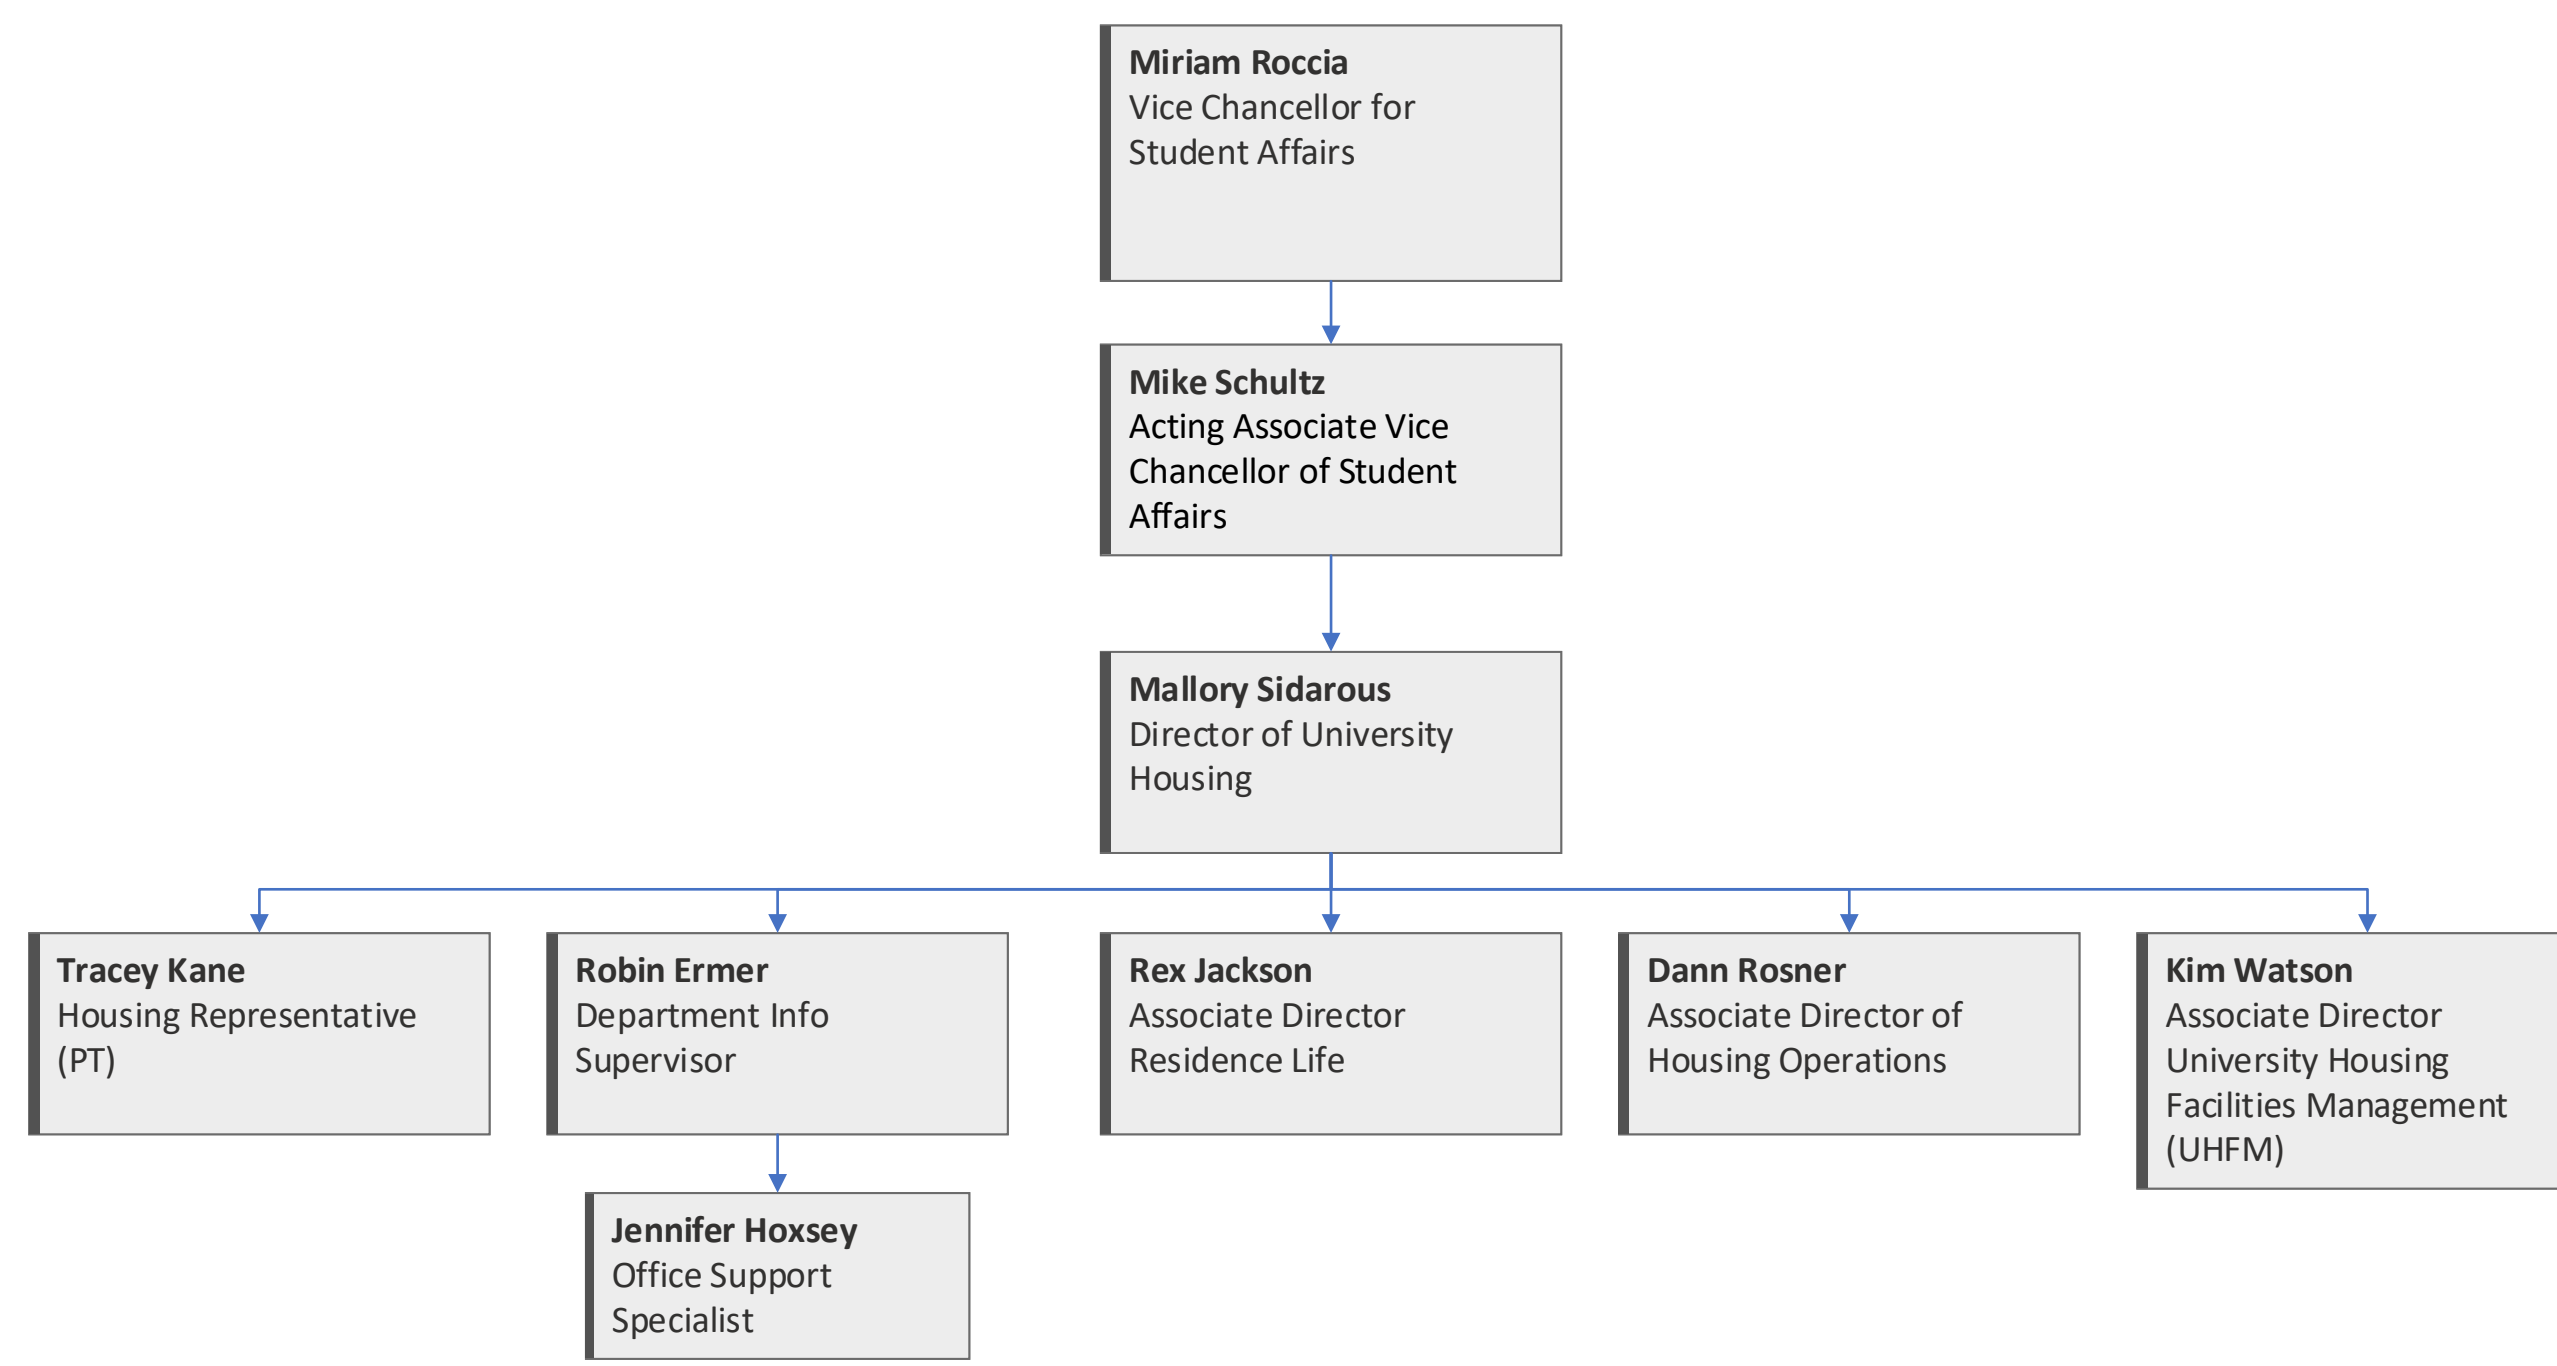 Miriam Roccia
Vice Chancellor for
Student Affairs
Mike Schultz
Acting Associate Vice
Chancellor of Student
Affairs
Mallory Sidarous
Director of University
Housing
Tracey Kane
Housing Representative
(PT)
Robin Ermer
Department Info
Supervisor
Rex Jackson
Associate Director
Residence Life
Dann Rosner
Associate Director of
Housing Operations
Kim Watson
Associate Director
University Housing
Facilities Management
(UHFM)
Jennifer Hoxsey
Office Support
Specialist